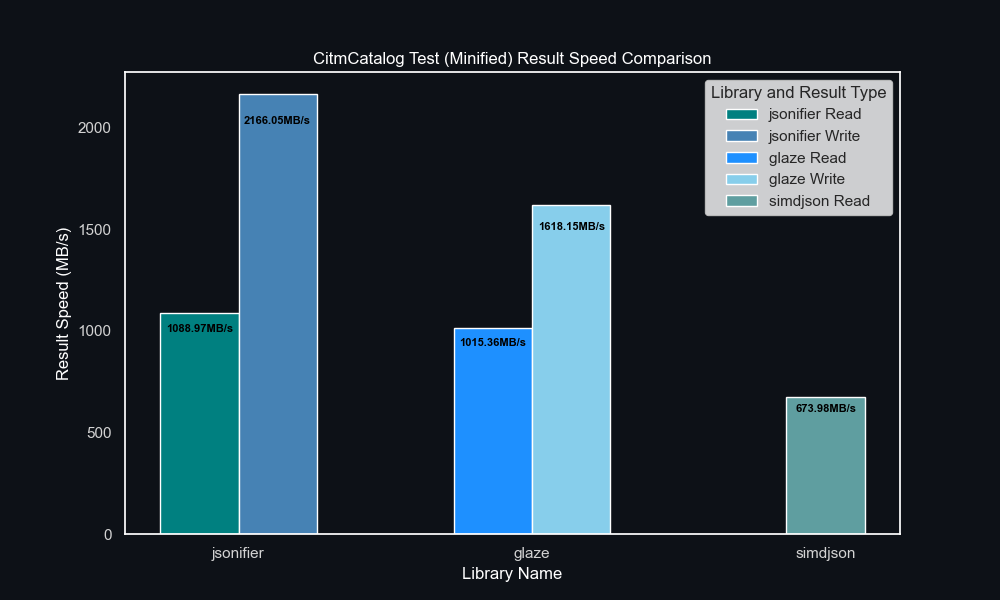 CitmCatalog Test (Minified) Result Speed Comparison
Library and Result Type
jsonifier Read
jsonifier Write
glaze Read
glaze Write
simdjson Read
Result Speed (MB/s)
2000
1500
1000
500
0
1088.97MB/s
2166.05MB/s
1015.36MB/s
1618.15MB/s
673.98MB/s
jsonifier
glaze
simdjson
Library Name